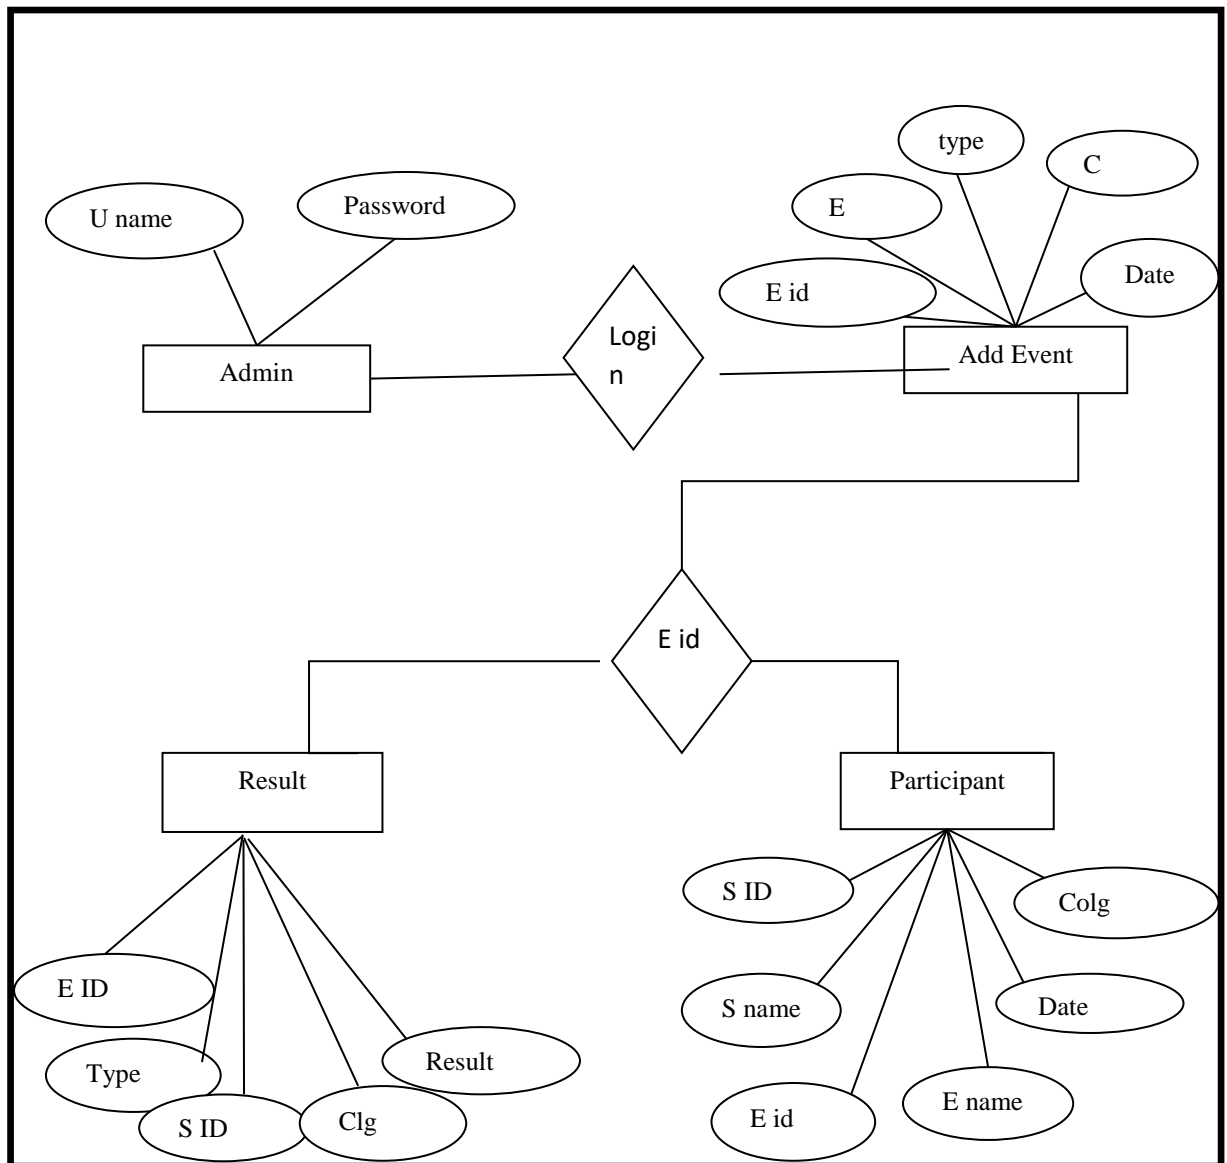 type
C
U name
Password
E
E id
Date
Logi
n
Admin
Add Event
E id
Result
Participant
S ID
Colg
E ID
S name
Date
Type
Result
S ID
Clg
E id
E name